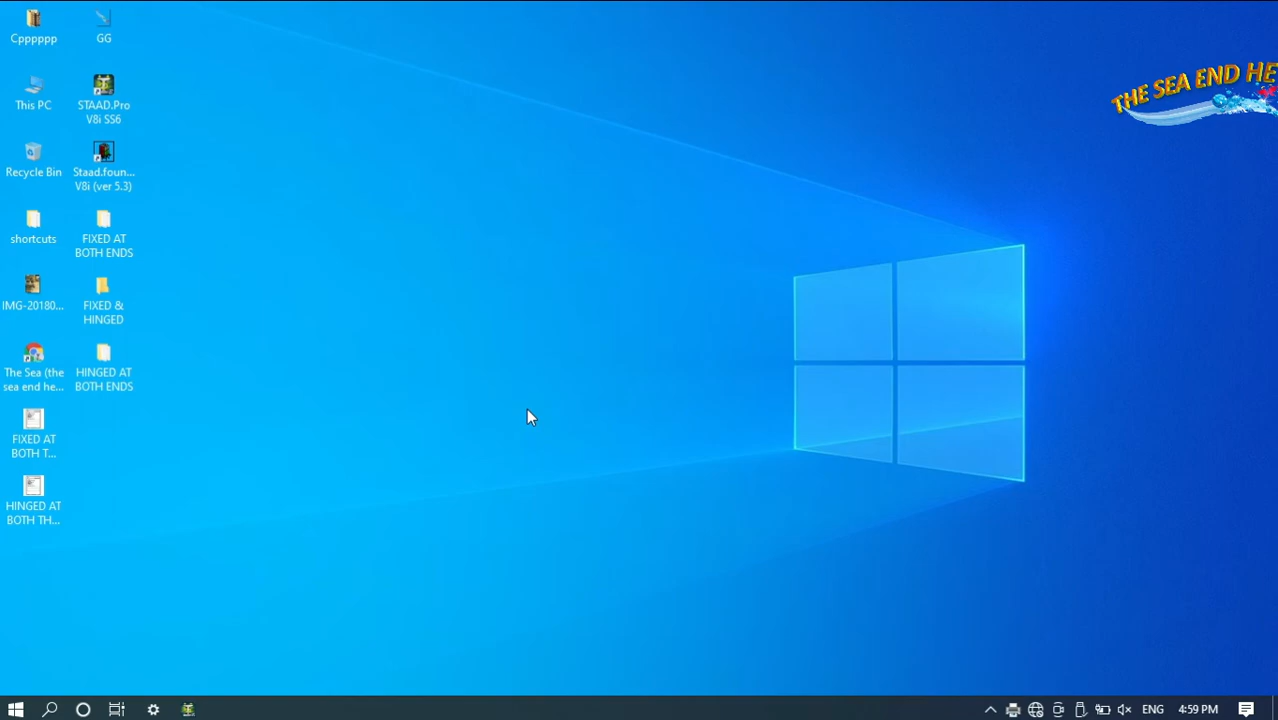 Cpppppp
GG
This PC
STAAD.Pro
V8i SS6
Recycle Bin
Staad.foun...
V8i (ver 5.3)
shortcuts
FIXED AT
BOTH ENDS
IMG-20180...
FIXED &
HINGED
The Sea (the
sea end he...
HINGED AT
BOTH ENDS
FIXED AT
BOTH T...
HINGED AT
BOTH TH...
THE SEA END HE
ENG
4:59 PM